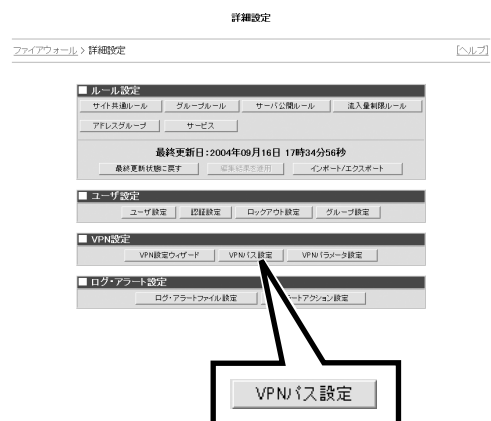 詳細設定
ファイアウォール > 詳細設定 [ヘルプ]
■ ルール設定
サイト共通ルール グループルール サーバ公開ルール 流入量制限ルール
アドレスグループ サービス
最終更新日:2004年09月16日 17時34分56秒
最終更新状態に戻す 編集結果を適用 インポート/エクスポート
■ ユーザ設定
ユーザ設定 認証設定 ロックアウト設定 グループ設定
■ VPN設定
VPN設定ウィザード VPNパス設定 VPNパラメータ設定
■ ログ・アラート設定
ログ・アラートファイル設定 ートアクション設定
VPNパス設定